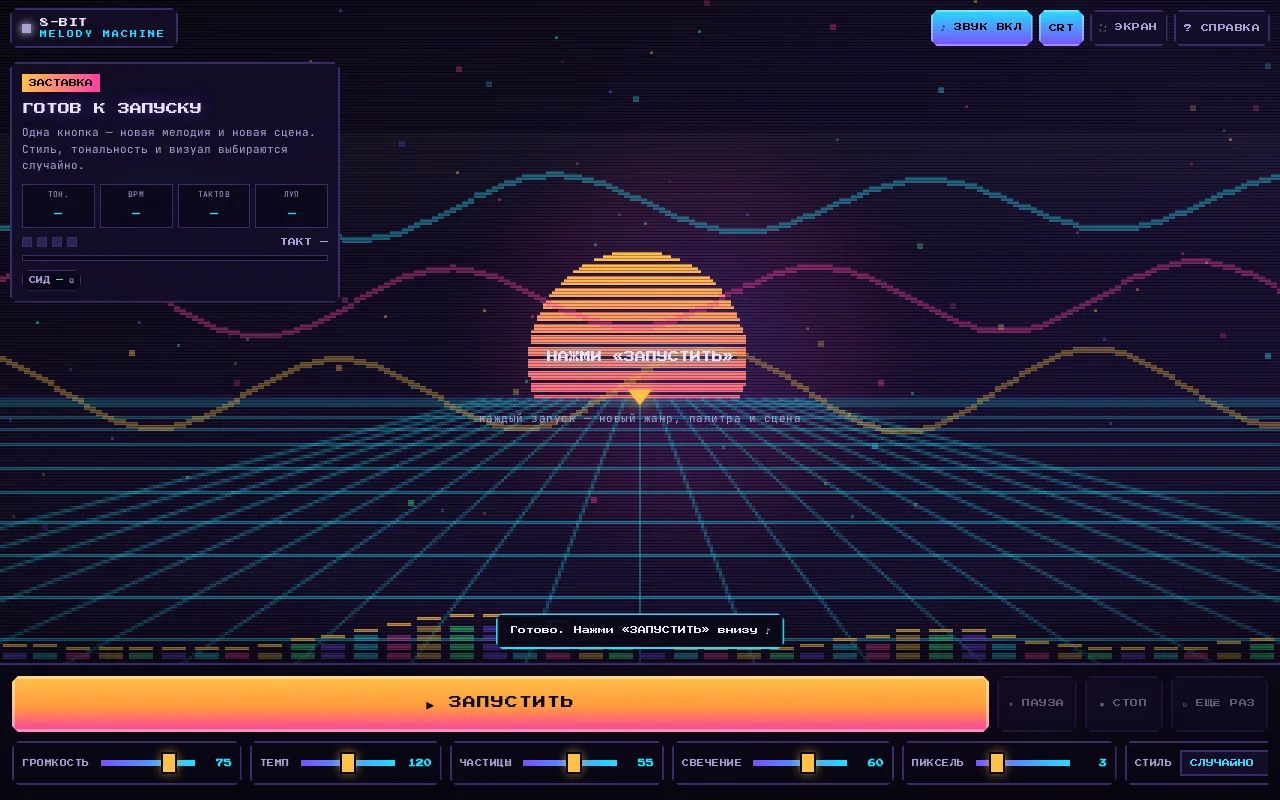 8-BIT
MELODY MACHINE
♪ ЗВУК ВКЛ
CRT
ЭКРАН
? СПРАВКА
ЗАСТАВКА
ГОТОВ К ЗАПУСКУ
Одна кнопка — новая мелодия и новая сцена.
Стиль, тональность и визуал выбираются
случайно.
ТОН. BPM ТАКТОВ ЛУП
— — — —
ТАКТ —
СИД —
НАЖМИ «ЗАПУСТИТЬ»
каждый запуск — новый жанр, палитра и сцена
Готово. Нажми «ЗАПУСТИТЬ» внизу ♪
▶ ЗАПУСТИТЬ
ПАУЗА
СТОП
ЕЩЁ РАЗ
ГРОМКОСТЬ 75
ТЕМП 120
ЧАСТИЦЫ 55
СВЕЧЕНИЕ 60
ПИКСЕЛЬ 3
СТИЛЬ СЛУЧАЙНО